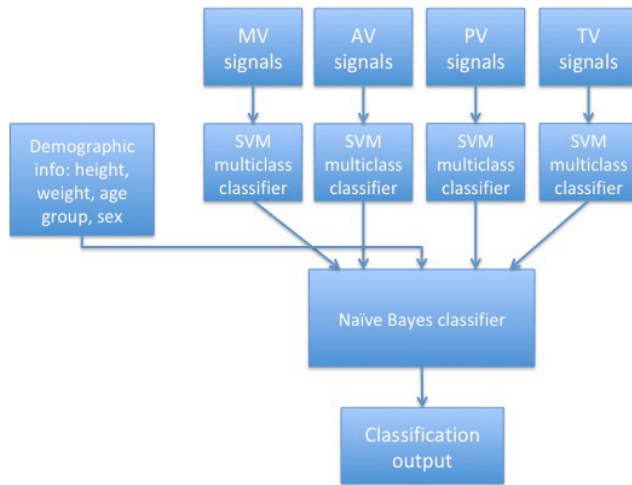 MV
signals
AV
signals
PV
signals
TV
signals
Demographic
info: height,
weight, age
group, sex
SVM
multiclass
classifier
SVM
multiclass
classifier
SVM
multiclass
classifier
SVM
multiclass
classifier
Naïve Bayes classifier
Classification
output